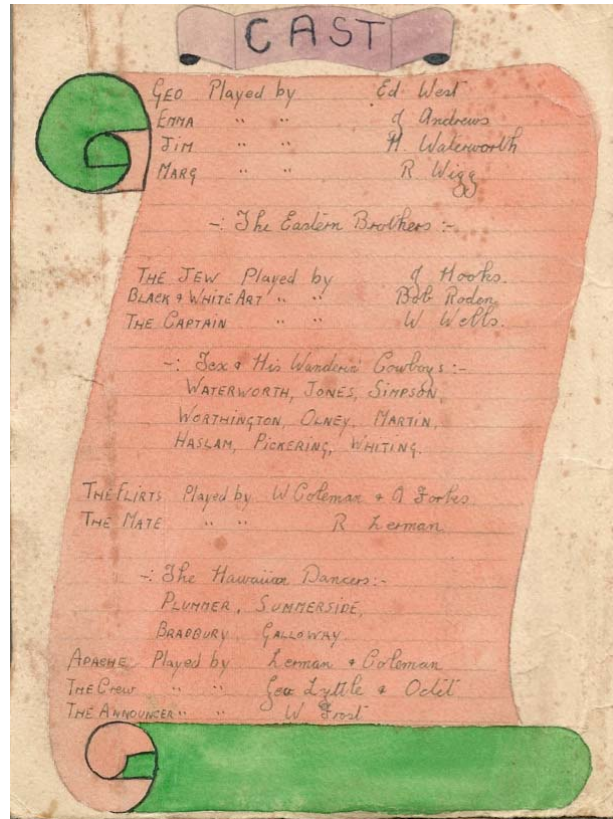 CAST
GEO Played by Ed West
EMMA " " J Andrews
JIM " " H Waterworth
MARG " " R Wigg
-: The Eastern Brothers :-
THE JEW Played by J Hooks.
BLACK & WHITE ART " " Bob Roden
THE CAPTAIN " " W Wells.
-: Tex & His Wanderin' Cowboys :-
WATERWORTH, JONES, SIMPSON,
WORTHINGTON, OLNEY, MARTIN,
HASLAM, PICKERING, WHITING.
THE FLIRTS Played by W Coleman & A Forbes
THE MATE " " R Lerman
-: The Hawaiian Dancers :-
PLUMMER, SUMMERSIDE,
BRADBURY, GALLOWAY
APACHE Played by Lerman & Coleman
THE CREW " " Geo Lyttle &
THE ANNOUNCER " " W Frost